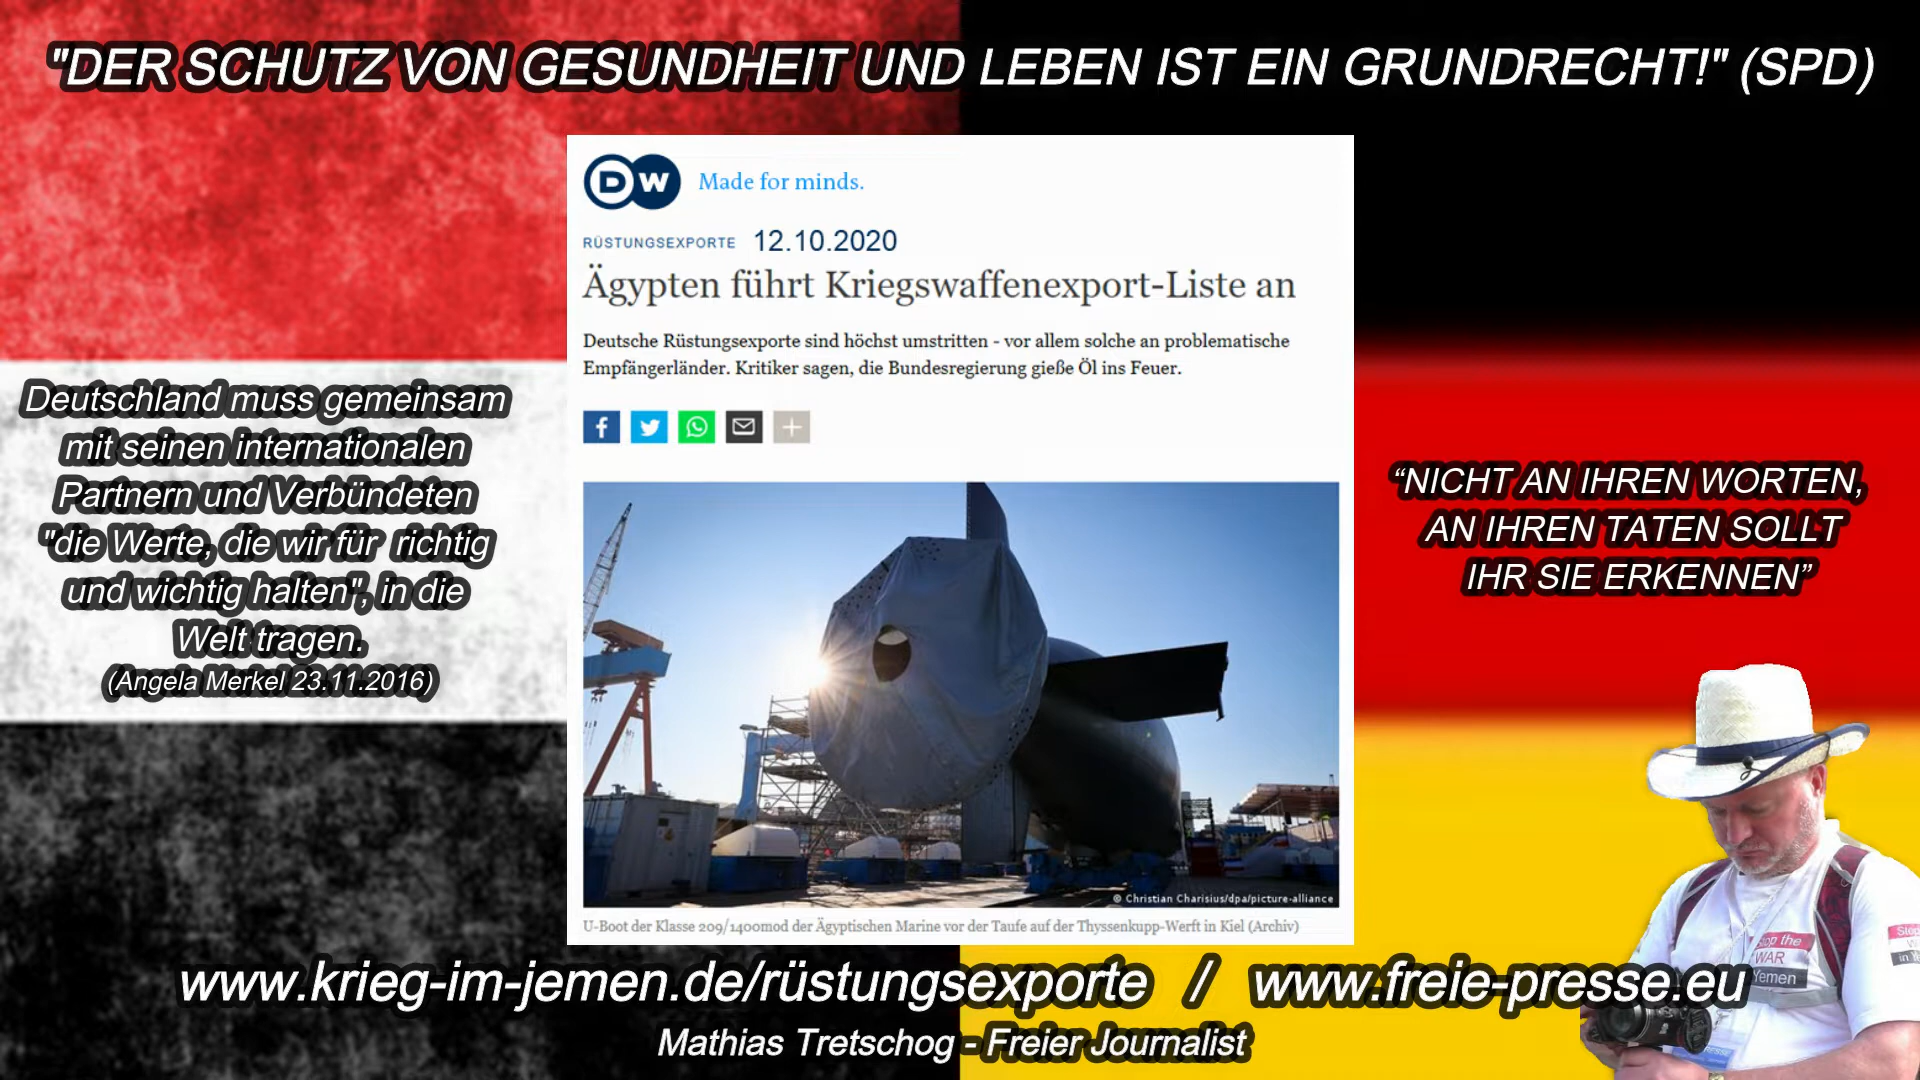 "DER SCHUTZ VON GESUNDHEIT UND LEBEN IST EIN GRUNDRECHT!" (SPD)
DW Made for minds.
RÜSTUNGSEXPORTE 12.10.2020
Ägypten führt Kriegswaffenexport-Liste an
Deutsche Rüstungsexporte sind höchst umstritten - vor allem solche an problematische
Empfängerländer. Kritiker sagen, die Bundesregierung gieße Öl ins Feuer.
© Christian Charisius/dpa/picture-alliance
U-Boot der Klasse 209/1400mod der Ägyptischen Marine vor der Taufe auf der Thyssenkupp-Werft in Kiel (Archiv)
Deutschland muss gemeinsam
mit seinen internationalen
Partnern und Verbündeten
"die Werte, die wir für richtig
und wichtig halten", in die
Welt tragen.
(Angela Merkel 23.11.2016)
“NICHT AN IHREN WORTEN,
AN IHREN TATEN SOLLT
IHR SIE ERKENNEN”
Stop the
WAR
Yemen
www.krieg-im-jemen.de/rüstungsexporte / www.freie-presse.eu
Mathias Tretschog - Freier Journalist